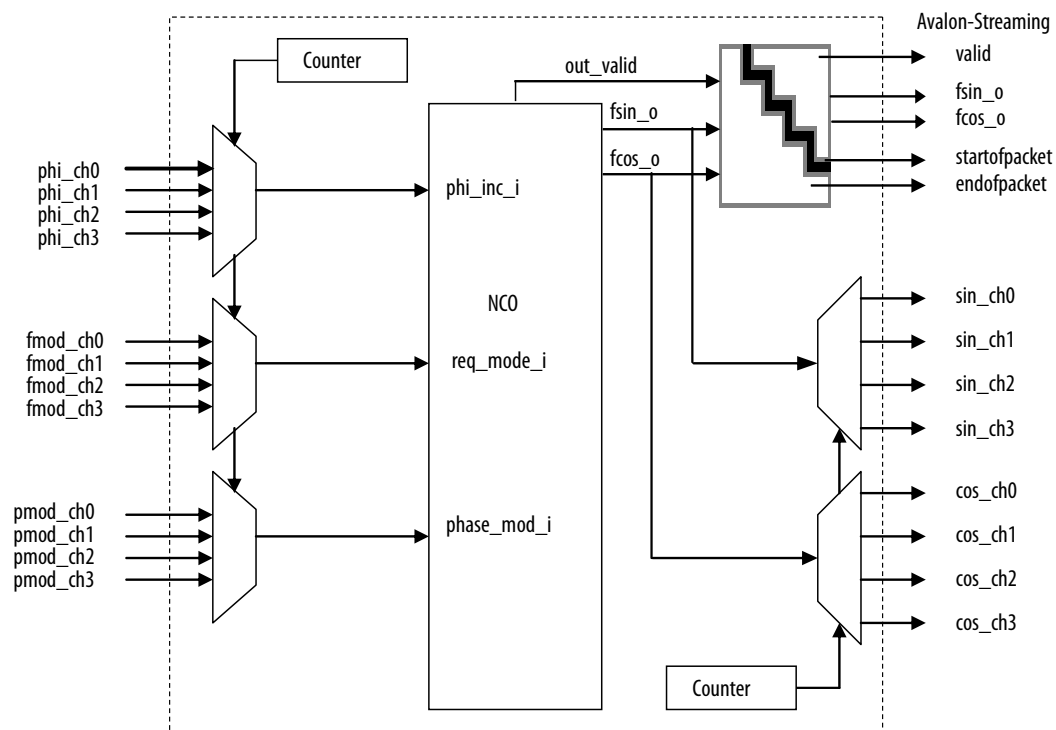 Avalon-Streaming
Counter
out_valid
valid
fsin_o
fcos_o
startofpacket
endofpacket
fsin_o
fcos_o
phi_ch0
phi_ch1
phi_ch2
phi_ch3
phi_inc_i
NCO
fmod_ch0
fmod_ch1
fmod_ch2
fmod_ch3
req_mode_i
sin_ch0
sin_ch1
sin_ch2
sin_ch3
pmod_ch0
pmod_ch1
pmod_ch2
pmod_ch3
phase_mod_i
cos_ch0
cos_ch1
cos_ch2
cos_ch3
Counter